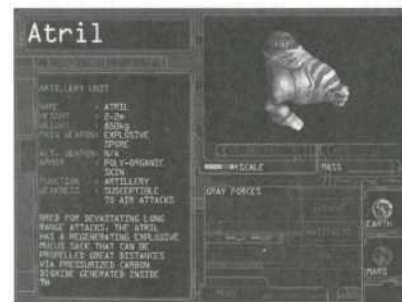 Atril
ARTILLERY UNIT
NAME : ATRIL
HEIGHT : 2.2m
WEIGHT : 850kg
MAIN WEAPON: EXPLOSIVE
SPORE
ALT. WEAPON: N/A
ARMOR : POLY-ORGANIC
SKIN
FUNCTION : ARTILLERY
WEAKNESS : SUSCEPTIBLE
TO AIR ATTACKS
BRED FOR DEVASTATING LONG
RANGE ATTACKS, THE ATRIL
HAS A REGENERATING EXPLOSIVE
MUCUS SACK THAT CAN BE
PROPELLED GREAT DISTANCES
VIA PRESSURIZED CARBON
DIOXIDE GENERATED INSIDE
TH
SCALE
MASS
GRAY FORCES
EARTH
MARS